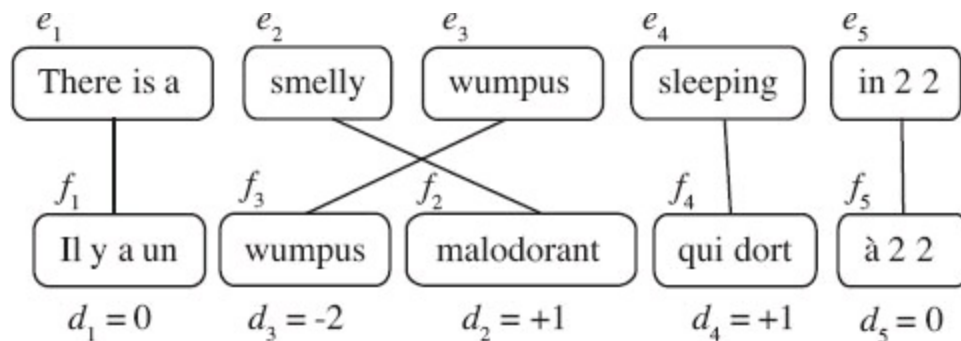 e₁ e₂ e₃ e₄ e₅
There is a smelly wumpus sleeping in 2 2
f₁ f₃ f₂ f₄ f₅
Il y a un wumpus malodorant qui dort à 2 2
d₁ = 0 d₃ = -2 d₂ = +1 d₄ = +1 d₅ = 0